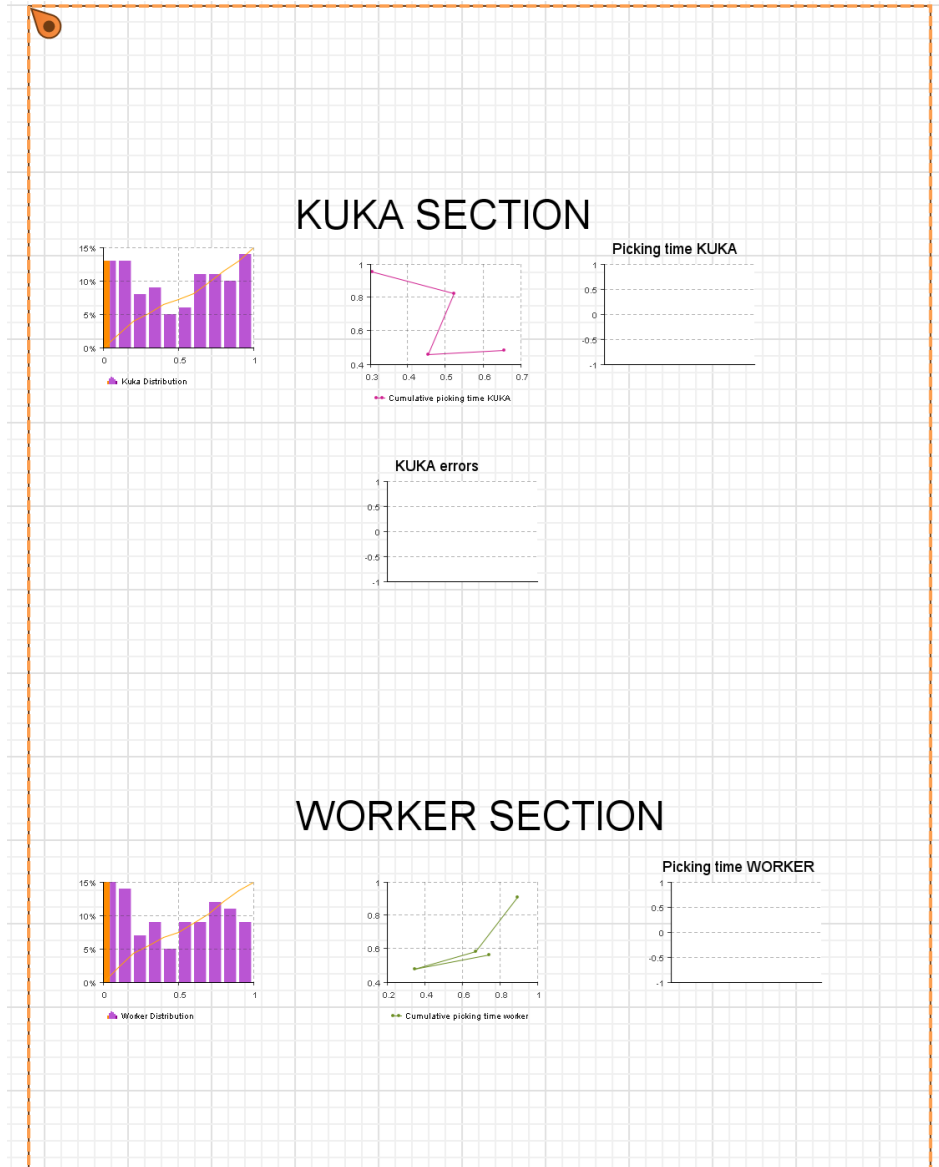 KUKA SECTION
15%
10%
5%
0%
0 0.5 1
Kuka Distribution
1
0.8
0.6
0.4
0.3 0.4 0.5 0.6 0.7
Cumulative picking time KUKA
Picking time KUKA
1
0.5
0
-0.5
-1
KUKA errors
1
0.5
0
-0.5
-1
WORKER SECTION
15%
10%
5%
0%
0 0.5 1
Worker Distribution
1
0.8
0.6
0.4
0.2 0.4 0.6 0.8 1
Cumulative picking time worker
Picking time WORKER
1
0.5
0
-0.5
-1